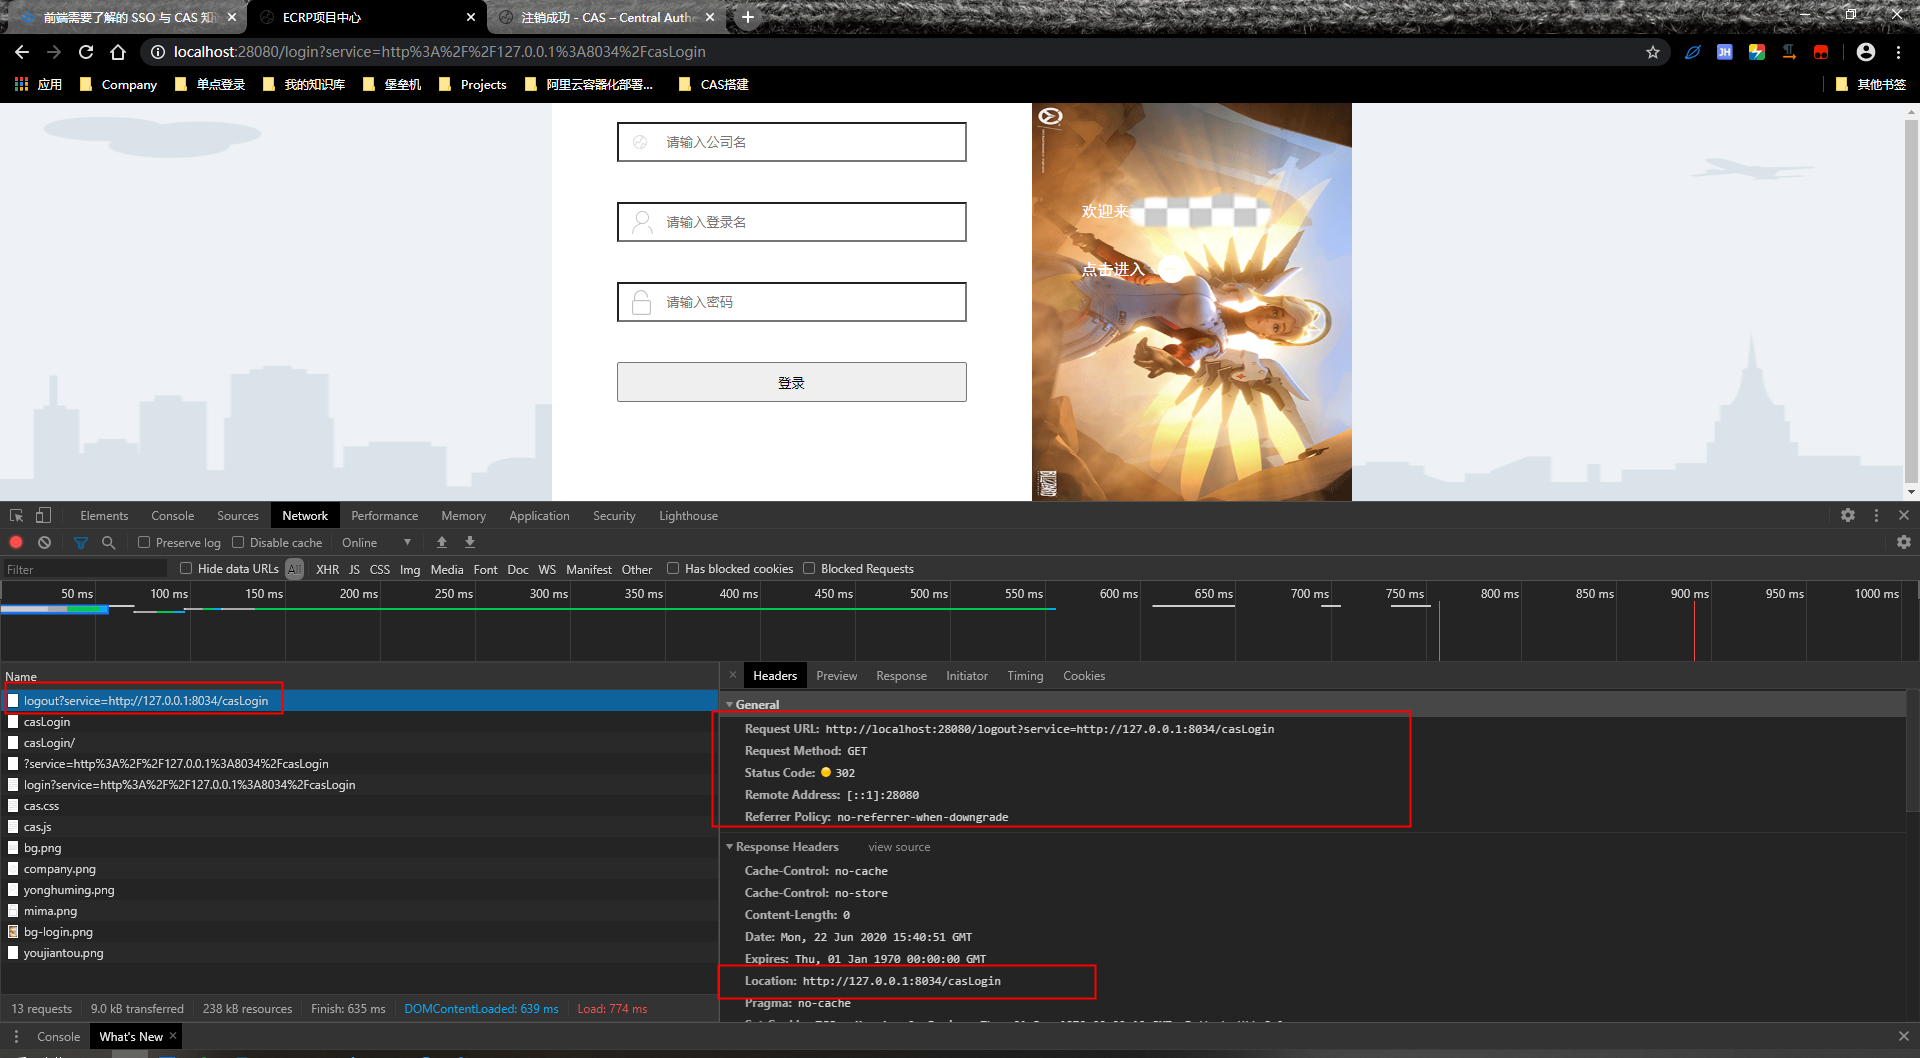 前端需要了解的 SSO 与 CAS 知
ECRP项目中心
注销成功 - CAS – Central Authe
localhost:28080/login?service=http%3A%2F%2F127.0.0.1%3A8034%2FcasLogin
JH
应用
Company
单点登录
我的知识库
堡垒机
Projects
阿里云容器化部署...
CAS搭建
其他书签
请输入公司名
请输入登录名
请输入密码
登录
欢迎来
点击进入
BLIZZARD
Elements
Console
Sources
Network
Performance
Memory
Application
Security
Lighthouse
Preserve log
Disable cache
Online
Filter
Hide data URLs
All
XHR
JS
CSS
Img
Media
Font
Doc
WS
Manifest
Other
Has blocked cookies
Blocked Requests
50 ms
100 ms
150 ms
200 ms
250 ms
300 ms
350 ms
400 ms
450 ms
500 ms
550 ms
600 ms
650 ms
700 ms
750 ms
800 ms
850 ms
900 ms
950 ms
1000 ms
Name
logout?service=http://127.0.0.1:8034/casLogin
casLogin
casLogin/
?service=http%3A%2F%2F127.0.0.1%3A8034%2FcasLogin
login?service=http%3A%2F%2F127.0.0.1%3A8034%2FcasLogin
cas.css
cas.js
bg.png
company.png
yonghuming.png
mima.png
bg-login.png
youjiantou.png
Headers
Preview
Response
Initiator
Timing
Cookies
General
Request URL: http://localhost:28080/logout?service=http://127.0.0.1:8034/casLogin
Request Method: GET
Status Code: 302
Remote Address: [::1]:28080
Referrer Policy: no-referrer-when-downgrade
Response Headers
view source
Cache-Control: no-cache
Cache-Control: no-store
Content-Length: 0
Date: Mon, 22 Jun 2020 15:40:51 GMT
Expires: Thu, 01 Jan 1970 00:00:00 GMT
Location: http://127.0.0.1:8034/casLogin
Pragma: no-cache
13 requests
9.0 kB transferred
238 kB resources
Finish: 635 ms
DOMContentLoaded: 639 ms
Load: 774 ms
Console
What's New